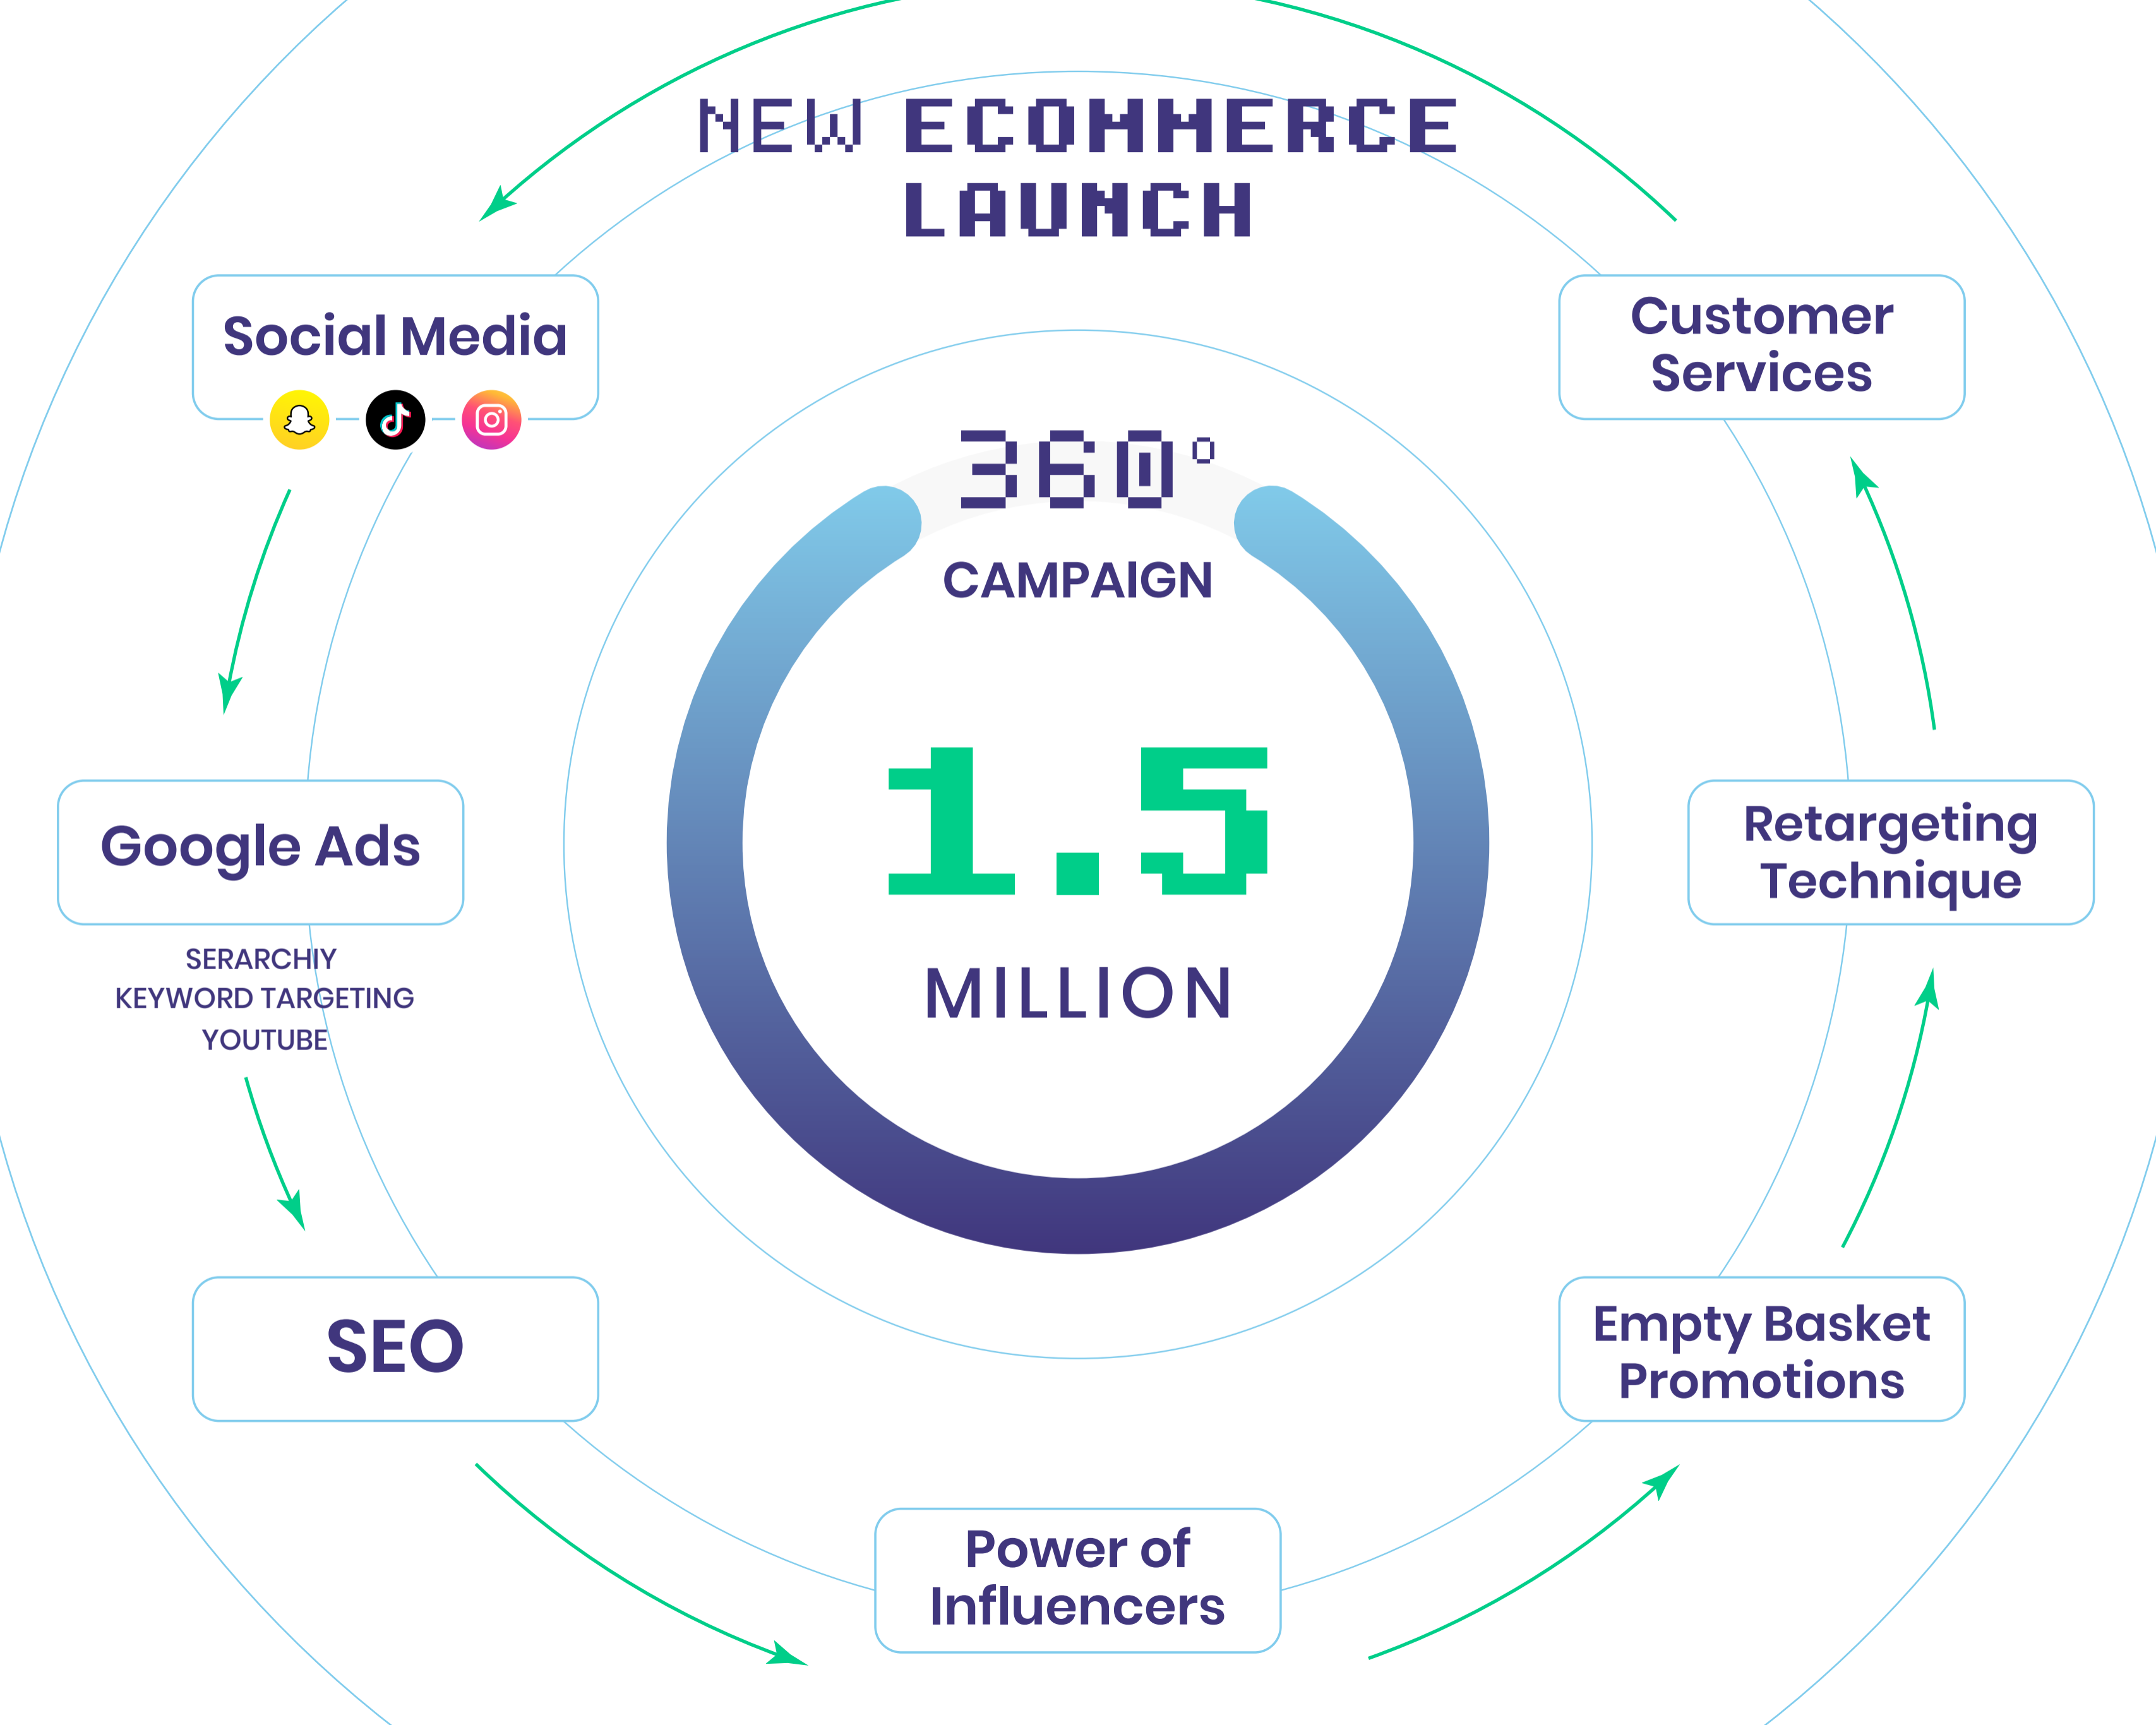 NEW ECOMMERCE
LAUNCH
Social Media
Customer
Services
360°
CAMPAIGN
1.5
MILLION
Google Ads
SERARCHIY
KEYWORD TARGETING
YOUTUBE
Retargeting
Technique
SEO
Empty Basket
Promotions
Power of
Influencers